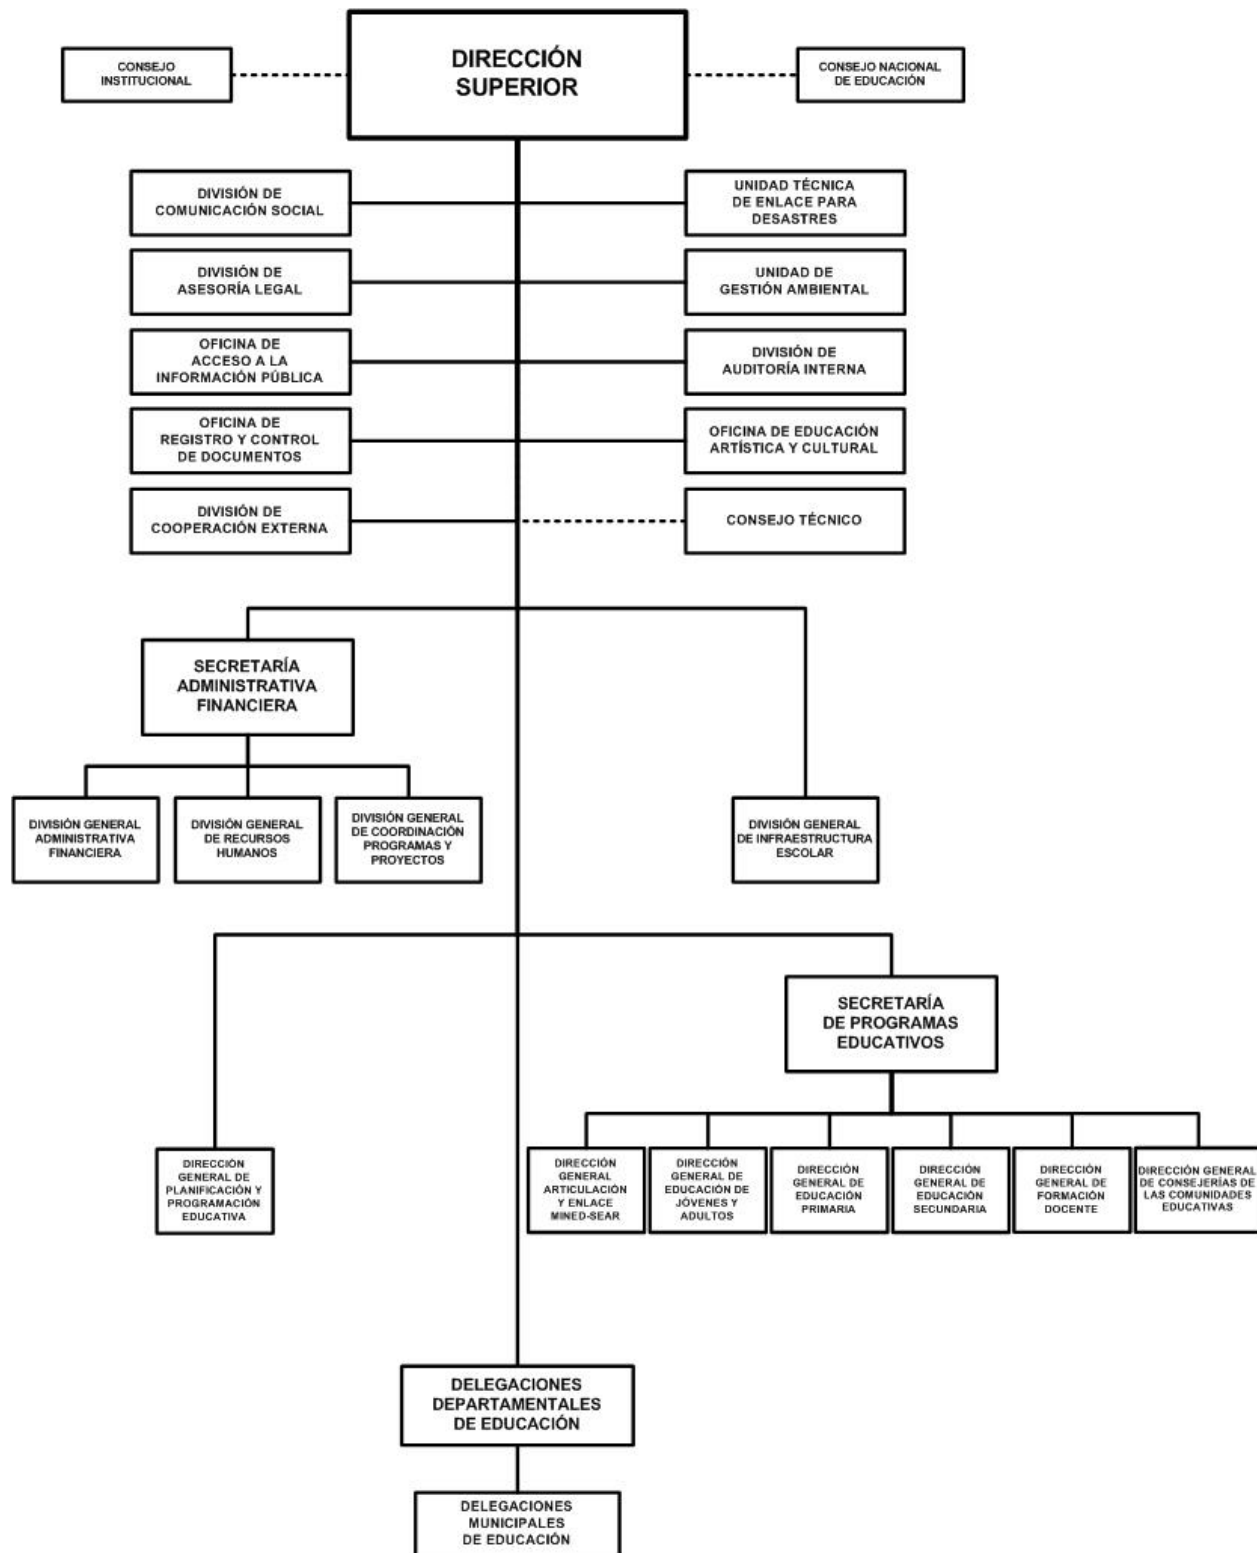 DIRECCIÓN
SUPERIOR
CONSEJO
INSTITUCIONAL
CONSEJO NACIONAL
DE EDUCACIÓN
DIVISIÓN DE
COMUNICACIÓN SOCIAL
UNIDAD TÉCNICA
DE ENLACE PARA
DESASTRES
DIVISIÓN DE
ASESORÍA LEGAL
UNIDAD DE
GESTIÓN AMBIENTAL
OFICINA DE
ACCESO A LA
INFORMACIÓN PÚBLICA
DIVISIÓN DE
AUDITORÍA INTERNA
OFICINA DE
REGISTRO Y CONTROL
DE DOCUMENTOS
OFICINA DE EDUCACIÓN
ARTÍSTICA Y CULTURAL
DIVISIÓN DE
COOPERACIÓN EXTERNA
CONSEJO TÉCNICO
SECRETARÍA
ADMINISTRATIVA
FINANCIERA
DIVISIÓN GENERAL
ADMINISTRATIVA
FINANCIERA
DIVISIÓN GENERAL
DE RECURSOS
HUMANOS
DIVISIÓN GENERAL
DE COORDINACIÓN
PROGRAMAS Y
PROYECTOS
DIVISIÓN GENERAL
DE INFRAESTRUCTURA
ESCOLAR
SECRETARÍA
DE PROGRAMAS
EDUCATIVOS
DIRECCIÓN
GENERAL DE
PLANIFICACIÓN Y
PROGRAMACIÓN
EDUCATIVA
DIRECCIÓN
GENERAL
ARTICULACIÓN
Y ENLACE
MINED-SEAR
DIRECCIÓN
GENERAL DE
EDUCACIÓN DE
JÓVENES Y
ADULTOS
DIRECCIÓN
GENERAL DE
EDUCACIÓN
PRIMARIA
DIRECCIÓN
GENERAL DE
EDUCACIÓN
SECUNDARIA
DIRECCIÓN
GENERAL DE
FORMACIÓN
DOCENTE
DIRECCIÓN GENERAL
DE CONSEJERÍAS DE
LAS COMUNIDADES
EDUCATIVAS
DELEGACIONES
DEPARTAMENTALES
DE EDUCACIÓN
DELEGACIONES
MUNICIPALES
DE EDUCACIÓN